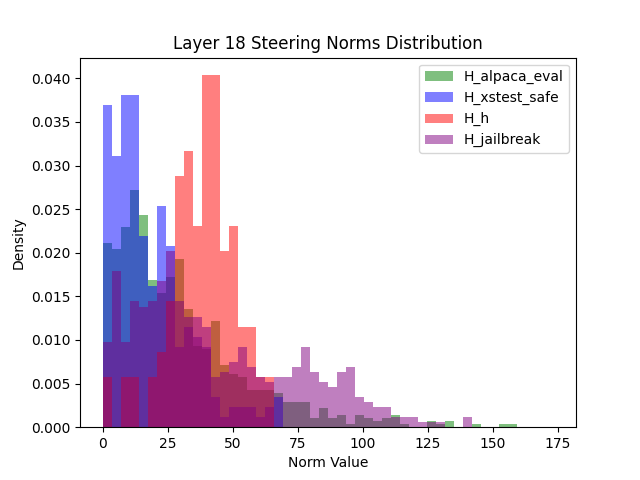 Layer 18 Steering Norms Distribution
H_alpaca_eval
H_xstest_safe
H_h
H_jailbreak
Density
0.040
0.035
0.030
0.025
0.020
0.015
0.010
0.005
0.000
0 25 50 75 100 125 150 175
Norm Value